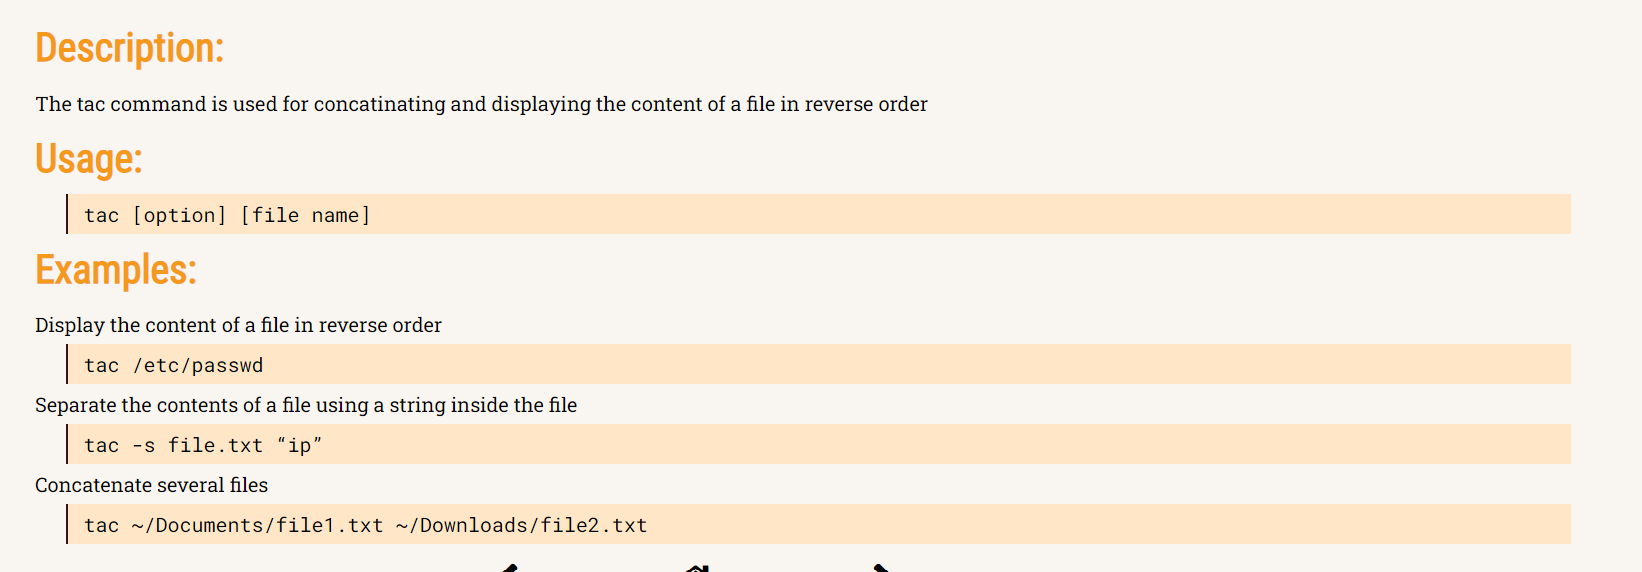 Description:
The tac command is used for concatinating and displaying the content of a file in reverse order
Usage:
tac [option] [file name]
Examples:
Display the content of a file in reverse order
tac /etc/passwd
Separate the contents of a file using a string inside the file
tac -s file.txt “ip”
Concatenate several files
tac ~/Documents/file1.txt ~/Downloads/file2.txt